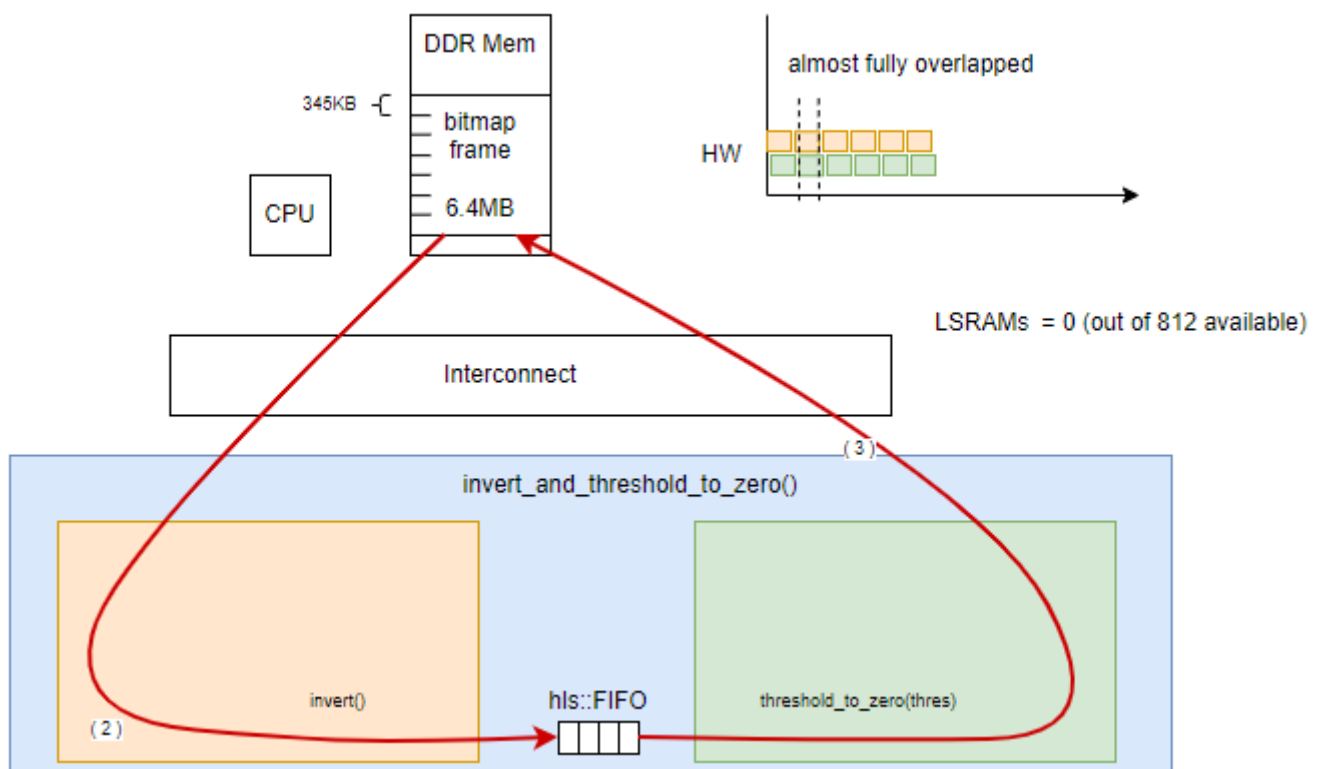 DDR Mem
almost fully overlapped
345KB
bitmap
frame
HW
6.4MB
CPU
LSRAMs = 0 (out of 812 available)
Interconnect
( 3 )
invert_and_threshold_to_zero()
invert()
hls::FIFO
threshold_to_zero(thres)
( 2 )